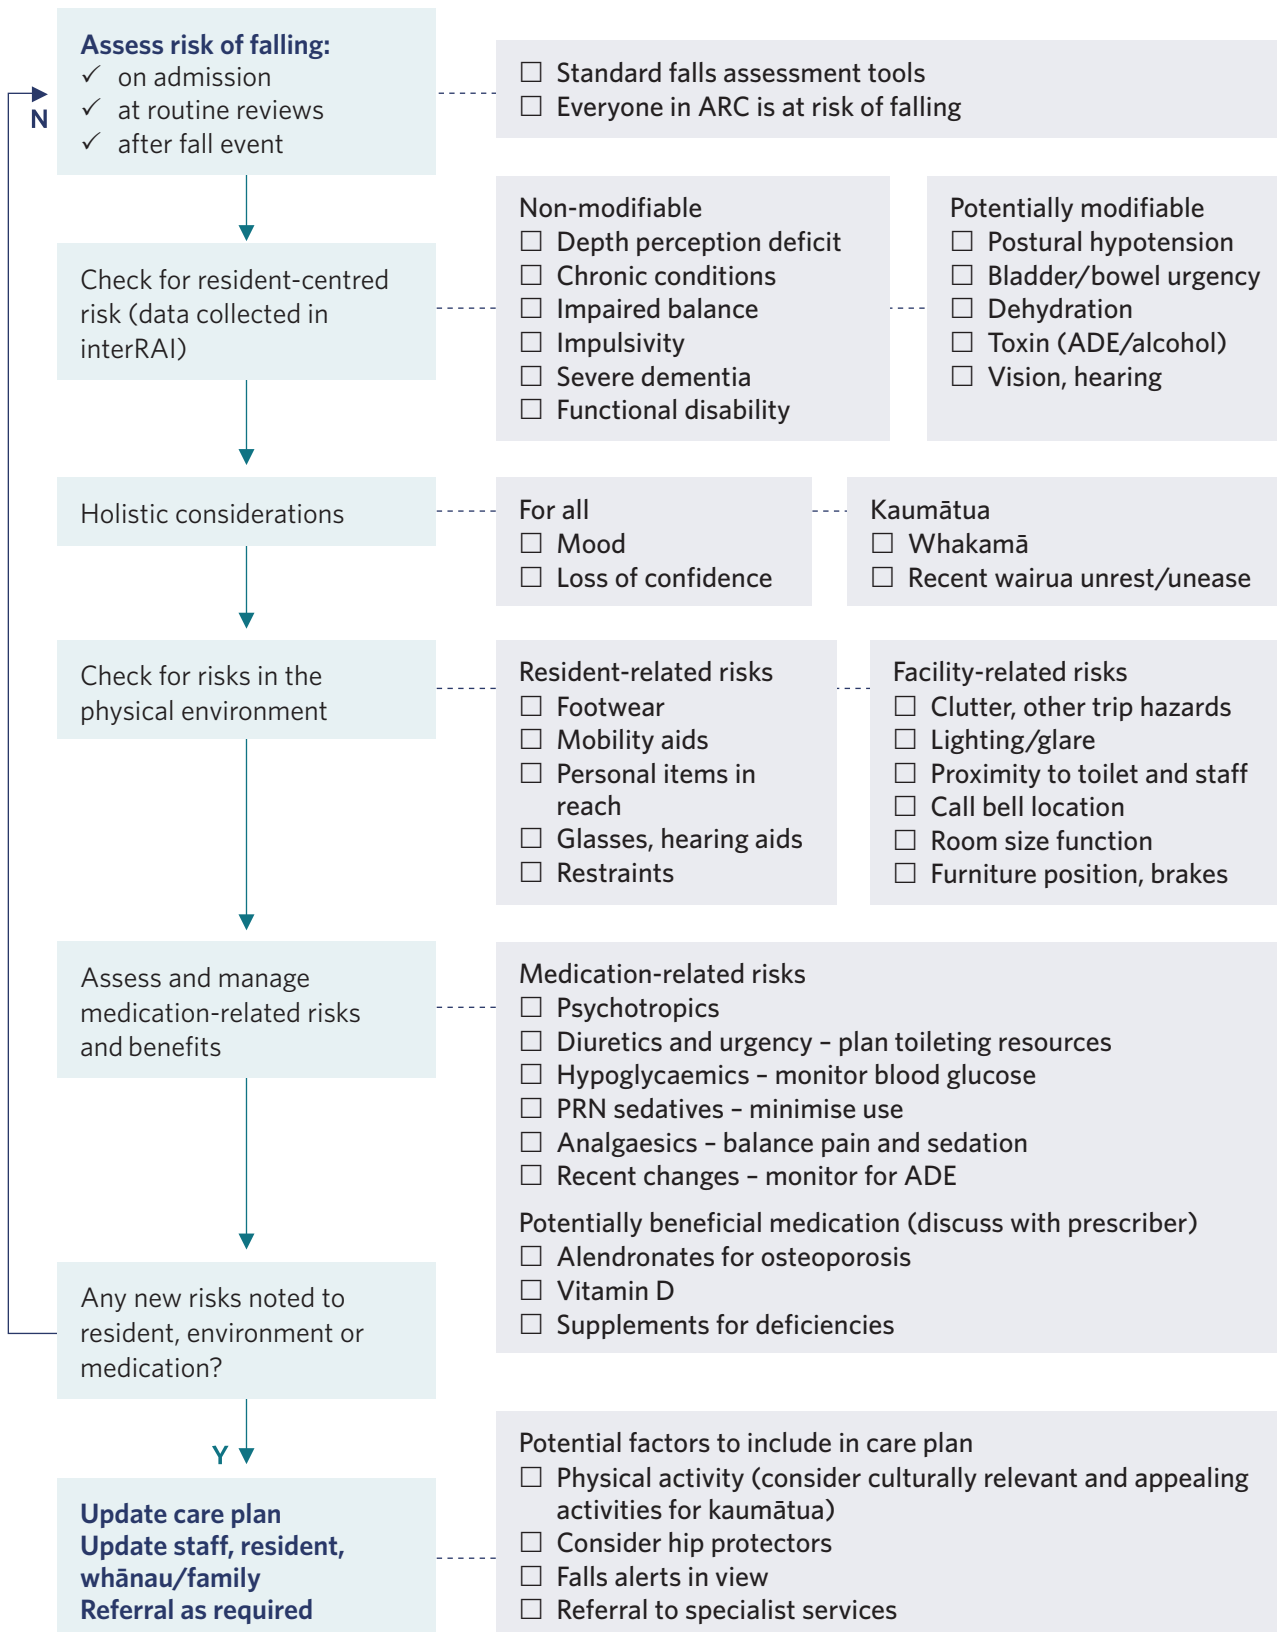 Assess risk of falling:
✓ on admission
✓ at routine reviews
✓ after fall event
N
☐ Standard falls assessment tools
☐ Everyone in ARC is at risk of falling
Check for resident-centred
risk (data collected in
interRAI)
Non-modifiable
☐ Depth perception deficit
☐ Chronic conditions
☐ Impaired balance
☐ Impulsivity
☐ Severe dementia
☐ Functional disability
Potentially modifiable
☐ Postural hypotension
☐ Bladder/bowel urgency
☐ Dehydration
☐ Toxin (ADE/alcohol)
☐ Vision, hearing
Holistic considerations
For all
☐ Mood
☐ Loss of confidence
Kaumātua
☐ Whakamā
☐ Recent wairua unrest/unease
Check for risks in the
physical environment
Resident-related risks
☐ Footwear
☐ Mobility aids
☐ Personal items in
reach
☐ Glasses, hearing aids
☐ Restraints
Facility-related risks
☐ Clutter, other trip hazards
☐ Lighting/glare
☐ Proximity to toilet and staff
☐ Call bell location
☐ Room size function
☐ Furniture position, brakes
Assess and manage
medication-related risks
and benefits
Medication-related risks
☐ Psychotropics
☐ Diuretics and urgency – plan toileting resources
☐ Hypoglycaemics – monitor blood glucose
☐ PRN sedatives – minimise use
☐ Analgaesics – balance pain and sedation
☐ Recent changes – monitor for ADE
Potentially beneficial medication (discuss with prescriber)
☐ Alendronates for osteoporosis
☐ Vitamin D
☐ Supplements for deficiencies
Any new risks noted to
resident, environment or
medication?
Y
Update care plan
Update staff, resident,
whānau/family
Referral as required
Potential factors to include in care plan
☐ Physical activity (consider culturally relevant and appealing
activities for kaumātua)
☐ Consider hip protectors
☐ Falls alerts in view
☐ Referral to specialist services